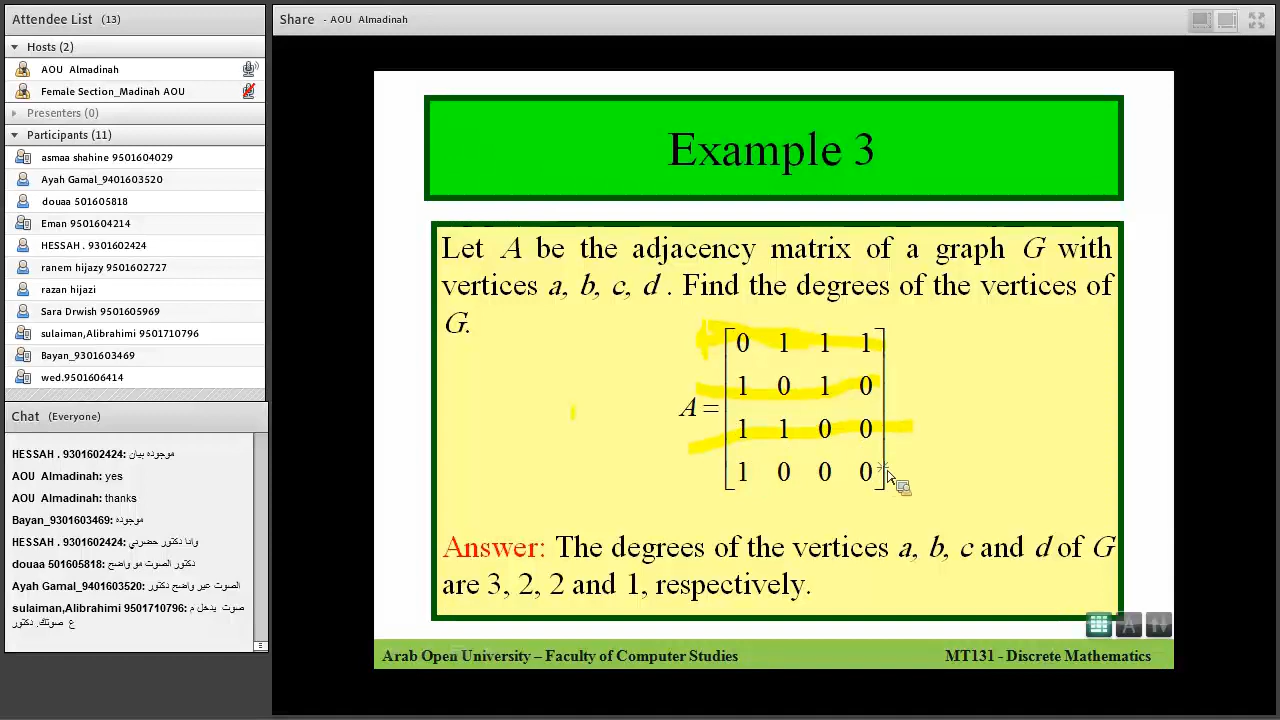 Attendee List (13)
Hosts (2)
AOU Almadinah
Female Section_Madinah AOU
Presenters (0)
Participants (11)
asmaa shahine 9501604029
Ayah Gamal_9401603520
douaa 501605818
Eman 9501604214
HESSAH . 9301602424
ranem hijazy 9501602727
razan hijazi
Sara Drwish 9501605969
sulaiman,Alibrahimi 9501710796
Bayan_9301603469
wed.9501606414
Chat (Everyone)
HESSAH . 9301602424: موجوده بيان
AOU Almadinah: yes
AOU Almadinah: thanks
Bayan_9301603469: موجوده
HESSAH . 9301602424: وانا دكتور حضرني
douaa 501605818: دكتور الصوت مو واضح
Ayah Gamal_9401603520: الصوت غير واضح دكتور
sulaiman,Alibrahimi 9501710796: صوت يدخل م
ع صوتك. دكتور
Share - AOU Almadinah
Example 3
Let A be the adjacency matrix of a graph G with
vertices a, b, c, d . Find the degrees of the vertices of
G.
0 1 1 1
1 0 1 0
A =
1 1 0 0
1 0 0 0
Answer: The degrees of the vertices a, b, c and d of G
are 3, 2, 2 and 1, respectively.
A
Arab Open University – Faculty of Computer Studies
MT131 - Discrete Mathematics